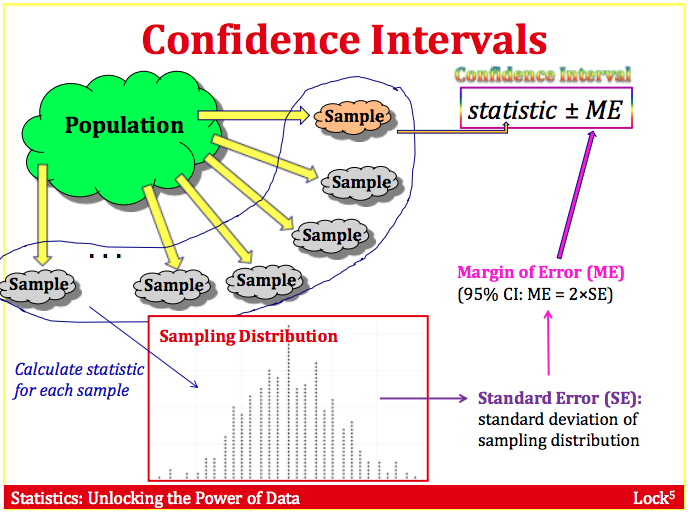 Confidence Intervals
Confidence Interval
statistic ± ME
Population
Sample
Sample
Sample
Sample
Sample
Sample
. . .
Margin of Error (ME)
(95% CI: ME = 2×SE)
Sampling Distribution
Calculate statistic
for each sample
Standard Error (SE):
standard deviation of
sampling distribution
Statistics: Unlocking the Power of Data
Lock⁵